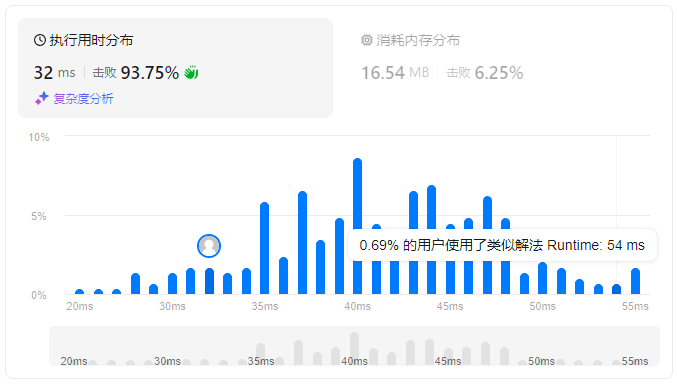 执行用时分布
消耗内存分布
32 ms 击败 93.75%
16.54 MB 击败 6.25%
复杂度分析
10%
5%
0.69% 的用户使用了类似解法 Runtime: 54 ms
0%
20ms 30ms 35ms 40ms 45ms 50ms 55ms
20ms 30ms 35ms 40ms 45ms 50ms 55ms